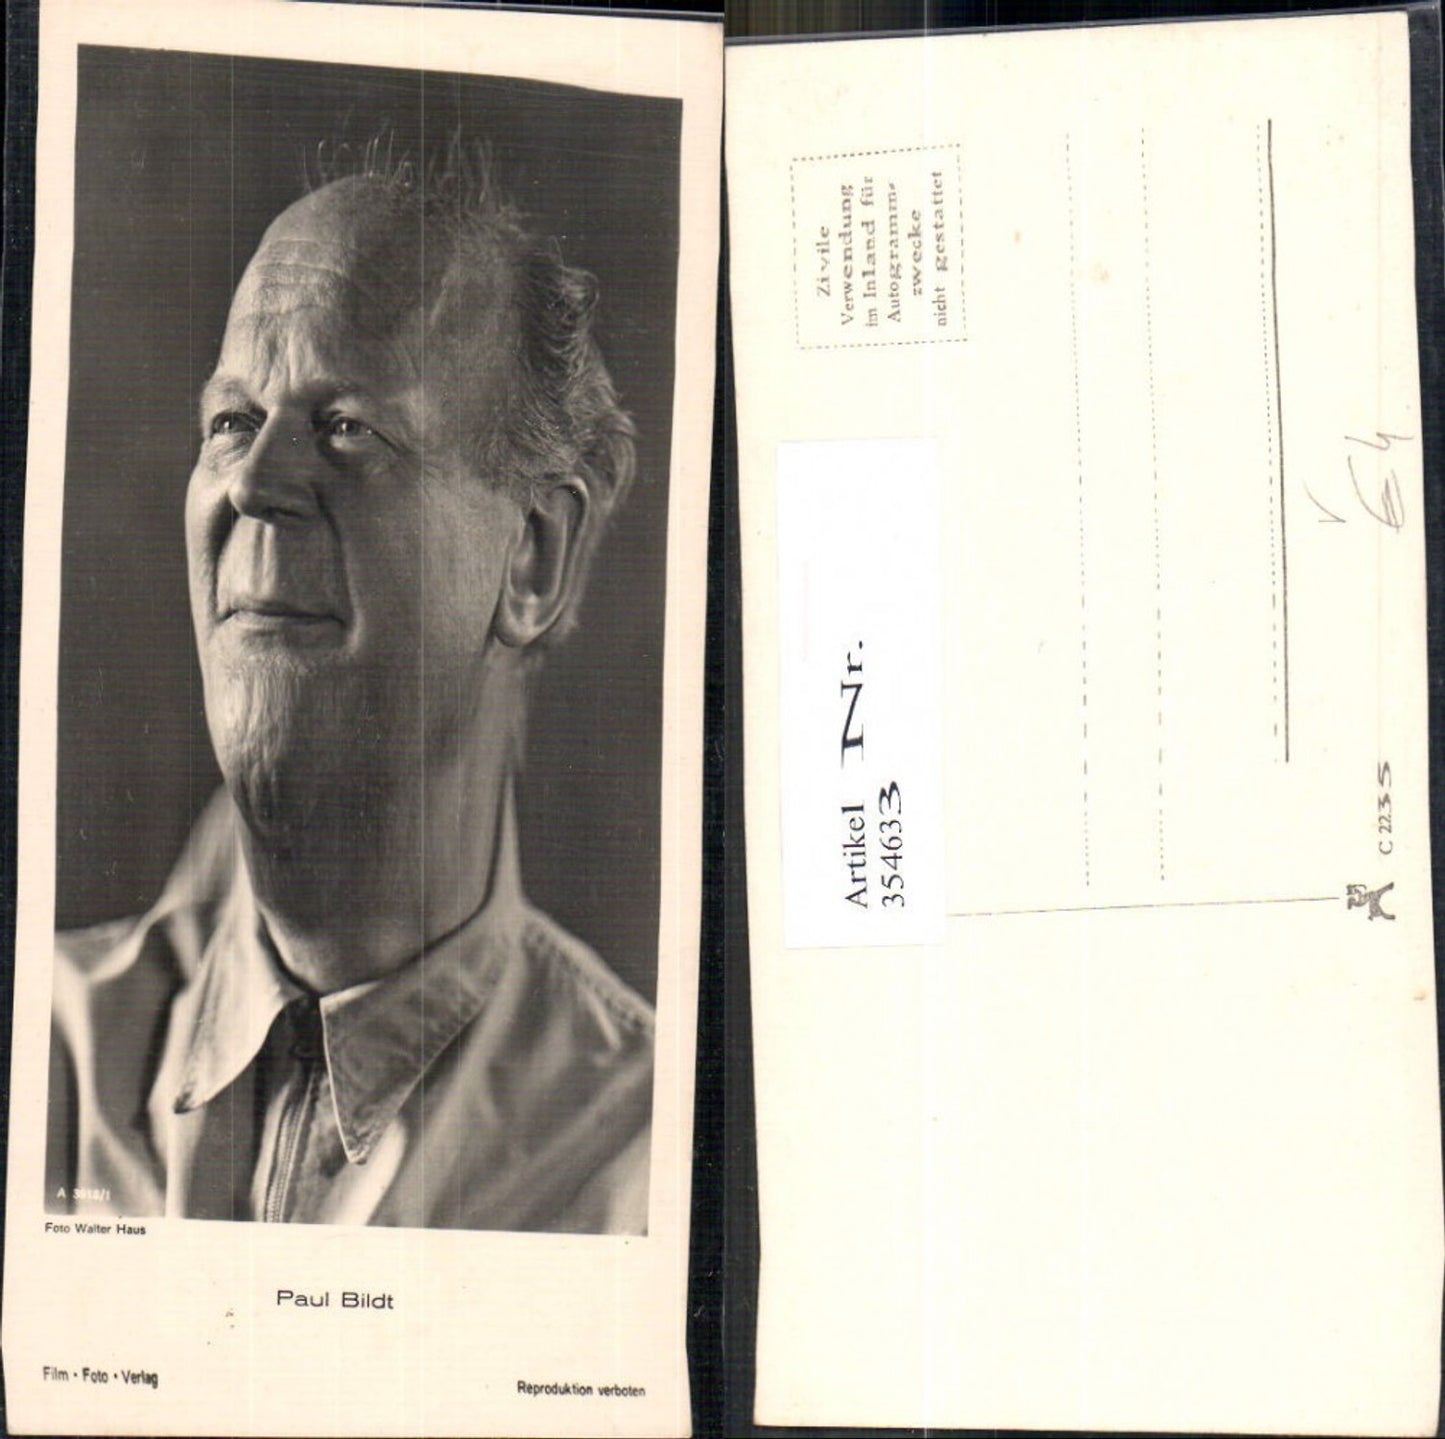 A 3918/1
Foto Walter Haus
Paul Bildt
Film · Foto · Verlag
Reproduktion verboten
Zivile
Verwendung
im Inland für
Autogramm-
zwecke
nicht gestattet
Artikel Nr.
354633
C 2235